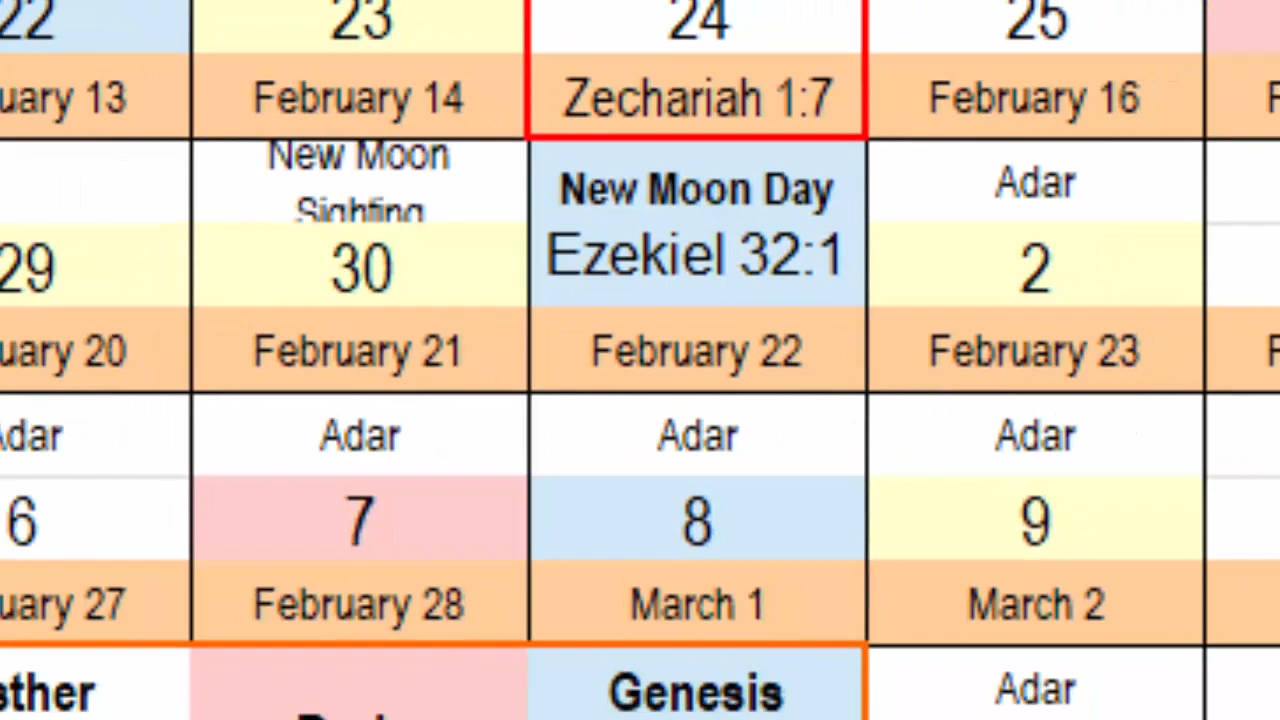 22 23 24 25
uary 13 February 14 Zechariah 1:7 February 16 F
New Moon Sighting New Moon Day Adar
29 30 Ezekiel 32:1 2
uary 20 February 21 February 22 February 23 F
Adar Adar Adar Adar
6 7 8 9
uary 27 February 28 March 1 March 2
sther Genesis Adar